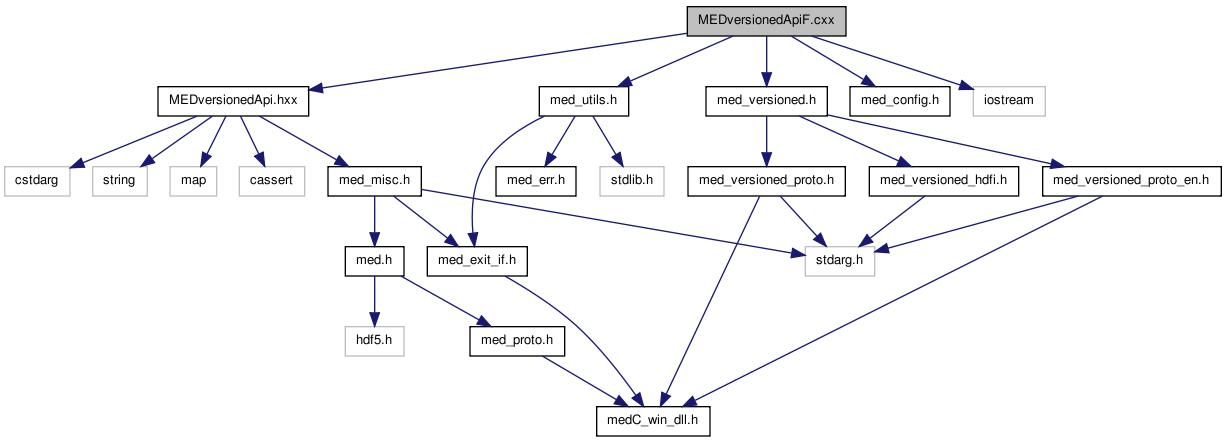 MEDversionedApiF.cxx
MEDversionedApi.hxx
med_utils.h
med_versioned.h
med_config.h
iostream
cstdarg
string
map
cassert
med_misc.h
med_err.h
stdlib.h
med_versioned_proto.h
med_versioned_hdfi.h
med_versioned_proto_en.h
med.h
med_exit_if.h
stdarg.h
hdf5.h
med_proto.h
medC_win_dll.h